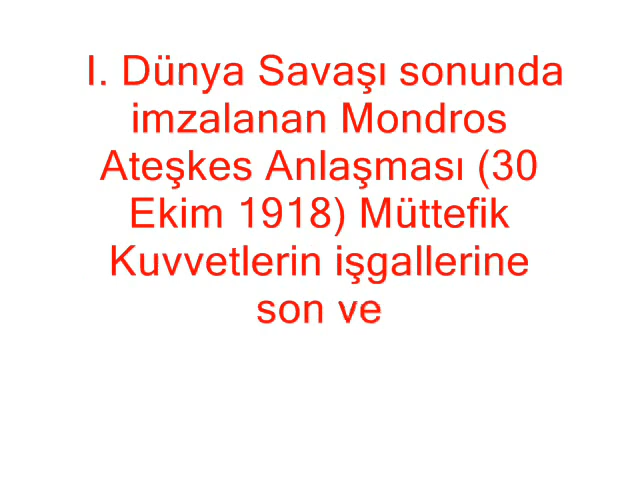 I. Dünya Savaşı sonunda
imzalanan Mondros
Ateşkes Anlaşması (30
Ekim 1918) Müttefik
Kuvvetlerin işgallerine
son ve